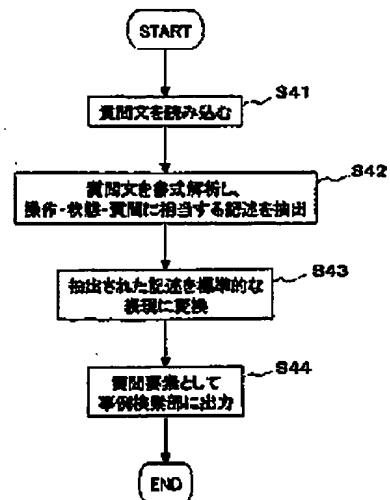 START
S41
質問文を読み込む
S42
質問文を書式解析し、
操作・状態・質問に相当する記述を抽出
S43
抽出された記述を標準的な
表現に変換
S44
質問要素として
事例検索部に出力
END